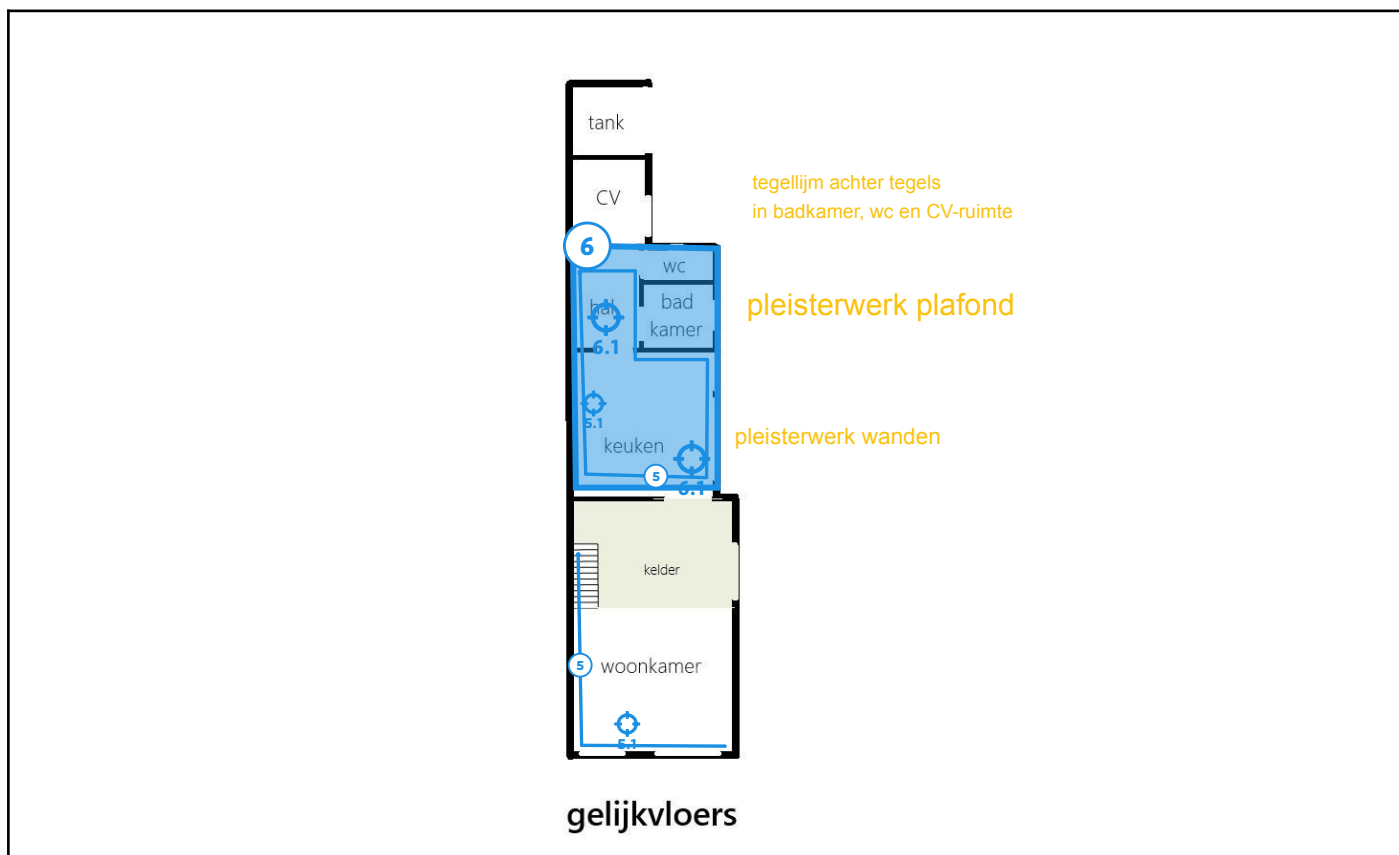 tank
CV
tegellijm achter tegels
in badkamer, wc en CV-ruimte
6
wc
hal
bad
kamer
6.1
pleisterwerk plafond
5.1
keuken
pleisterwerk wanden
5
6.1
kelder
5
woonkamer
5.1
gelijkvloers